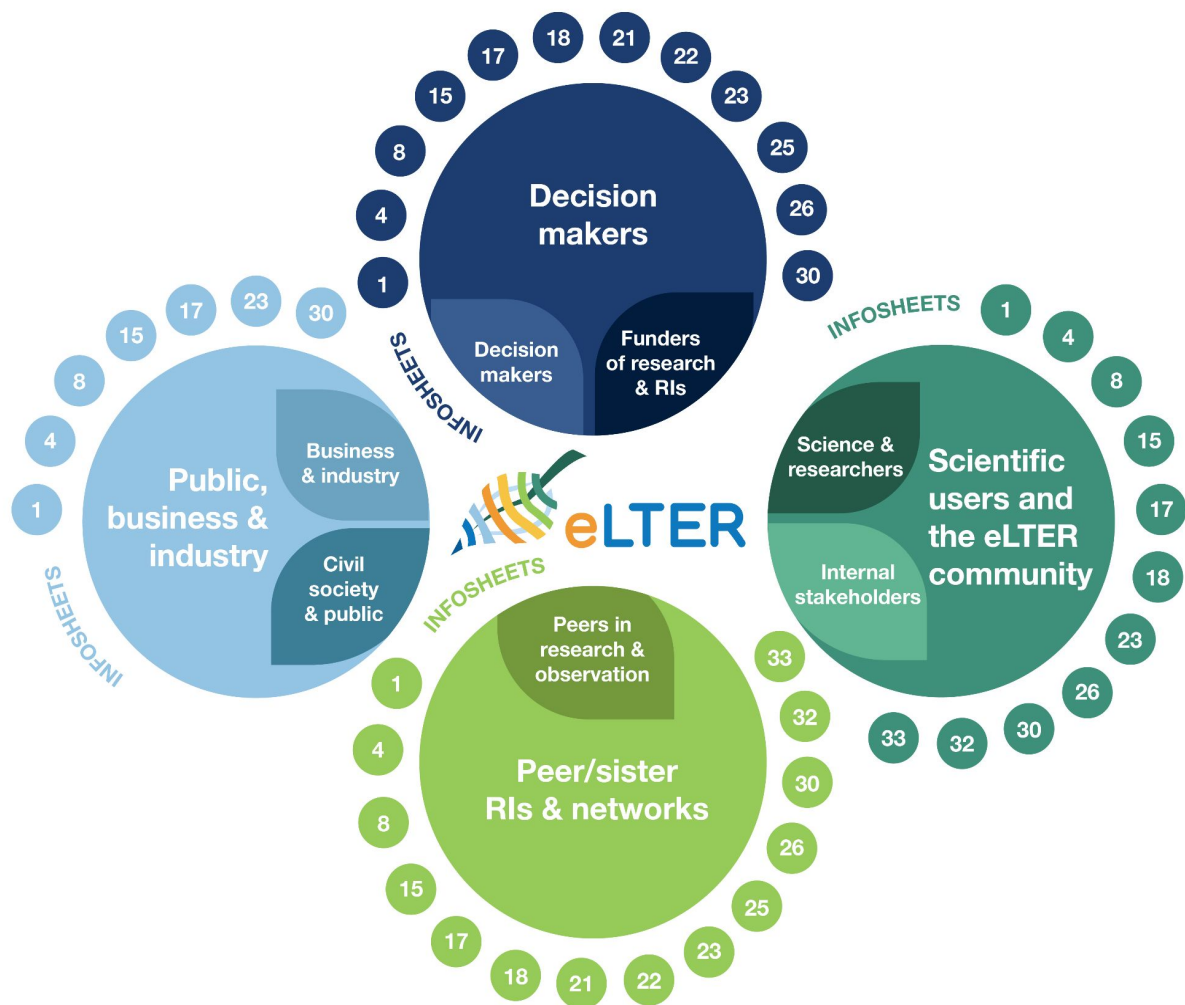 18
21
17
22
15
23
8
25
4
26
1
30
INFOSHEETS
Decision
makers
Decision
makers
Funders
of research
& RIs
1
4
8
15
17
23
30
INFOSHEETS
Public,
business &
industry
Business
& industry
Civil
society
& public
eLTER
INFOSHEETS
1
4
8
15
17
18
23
26
30
32
33
Science &
researchers
Scientific
users and
the eLTER
community
Internal
stakeholders
INFOSHEETS
Peers in
research &
observation
Peer/sister
RIs & networks
1
4
8
15
17
18
21
22
23
25
26
30
32
33